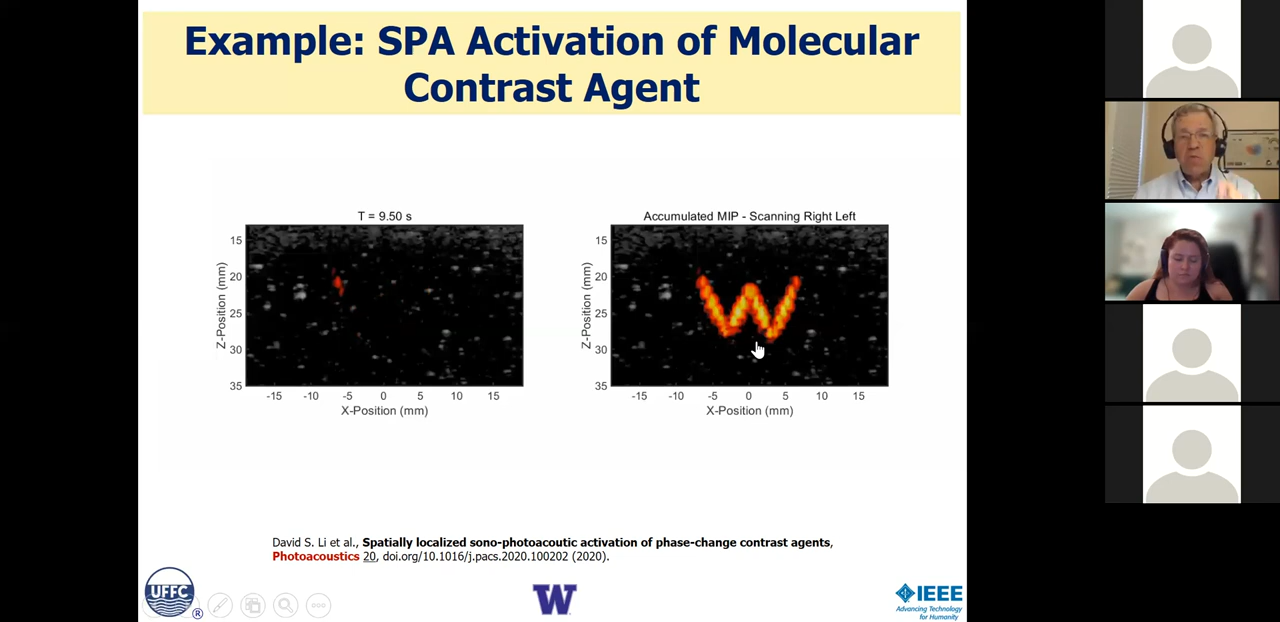 Example: SPA Activation of Molecular
Contrast Agent
T = 9.50 s
15
20
25
30
35
Z-Position (mm)
-15 -10 -5 0 5 10 15
X-Position (mm)
Accumulated MIP - Scanning Right Left
15
20
25
30
35
Z-Position (mm)
-15 -10 -5 0 5 10 15
X-Position (mm)
David S. Li et al., Spatially localized sono-photoacoutic activation of phase-change contrast agents,
Photoacoustics 20, doi.org/10.1016/j.pacs.2020.100202 (2020).
UFFC
®
W
IEEE
Advancing Technology
for Humanity